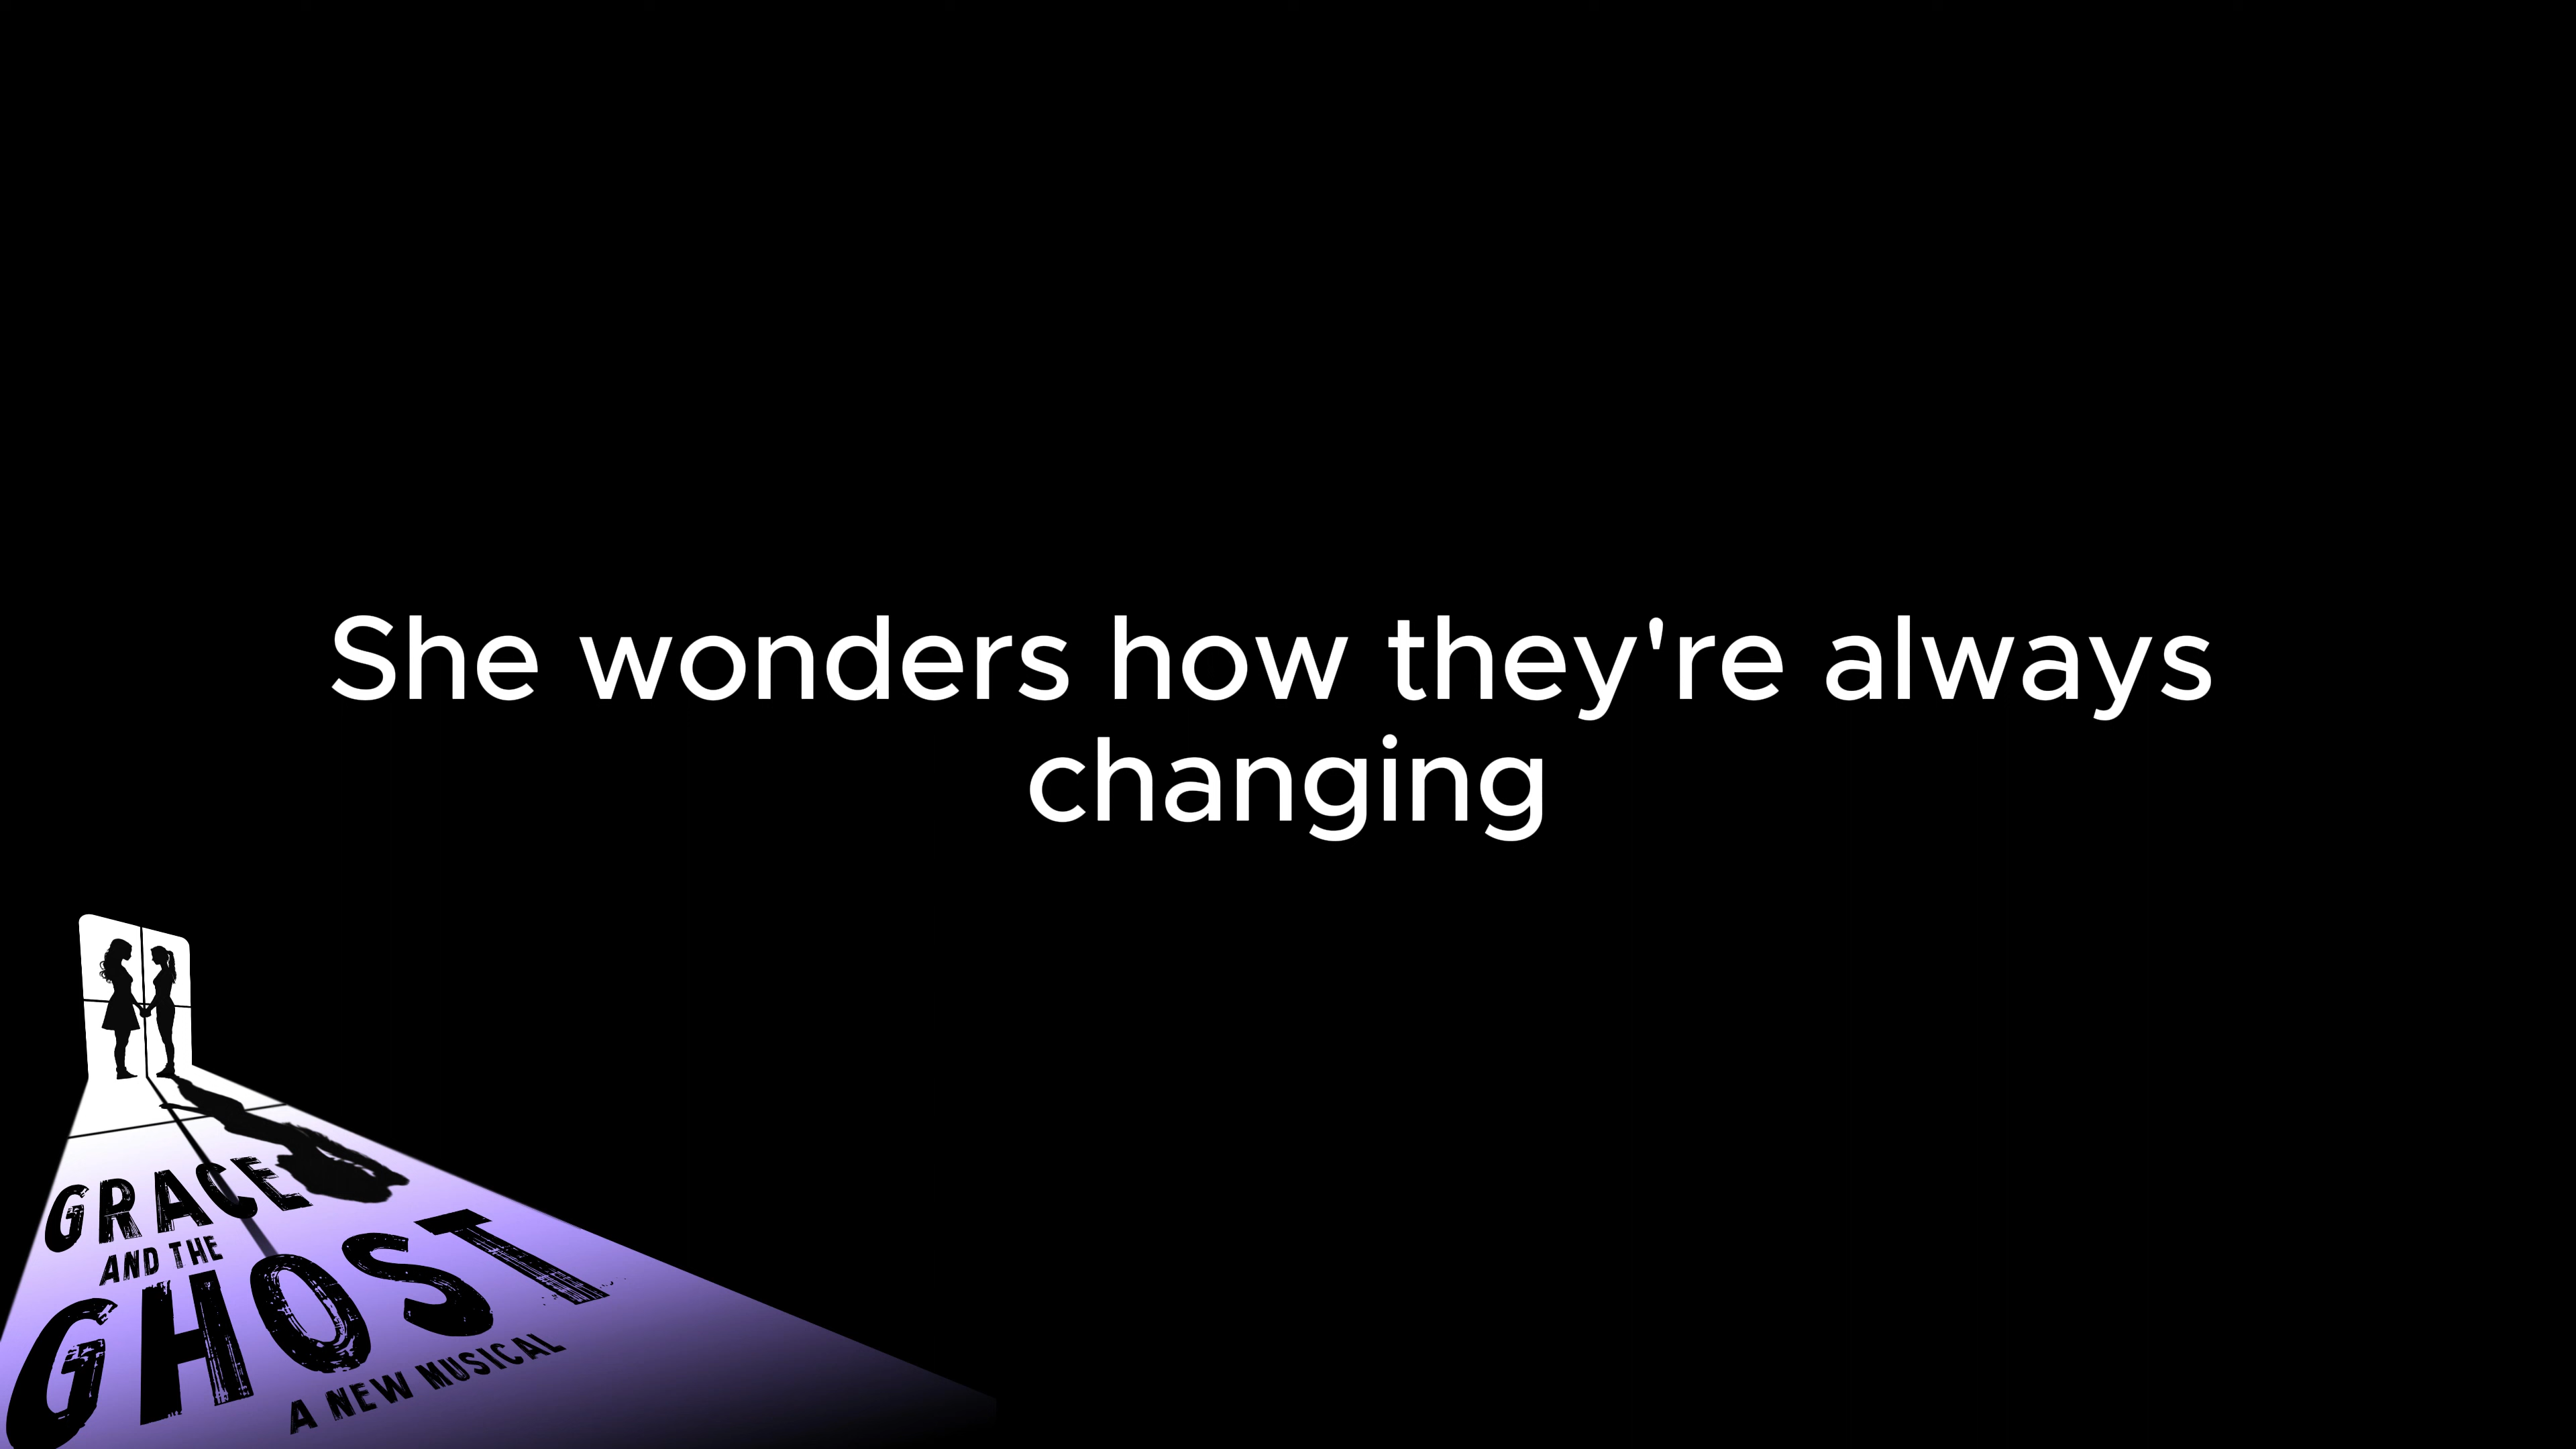 She wonders how they're always
changing
GRACE
AND THE
GHOST
A NEW MUSICAL